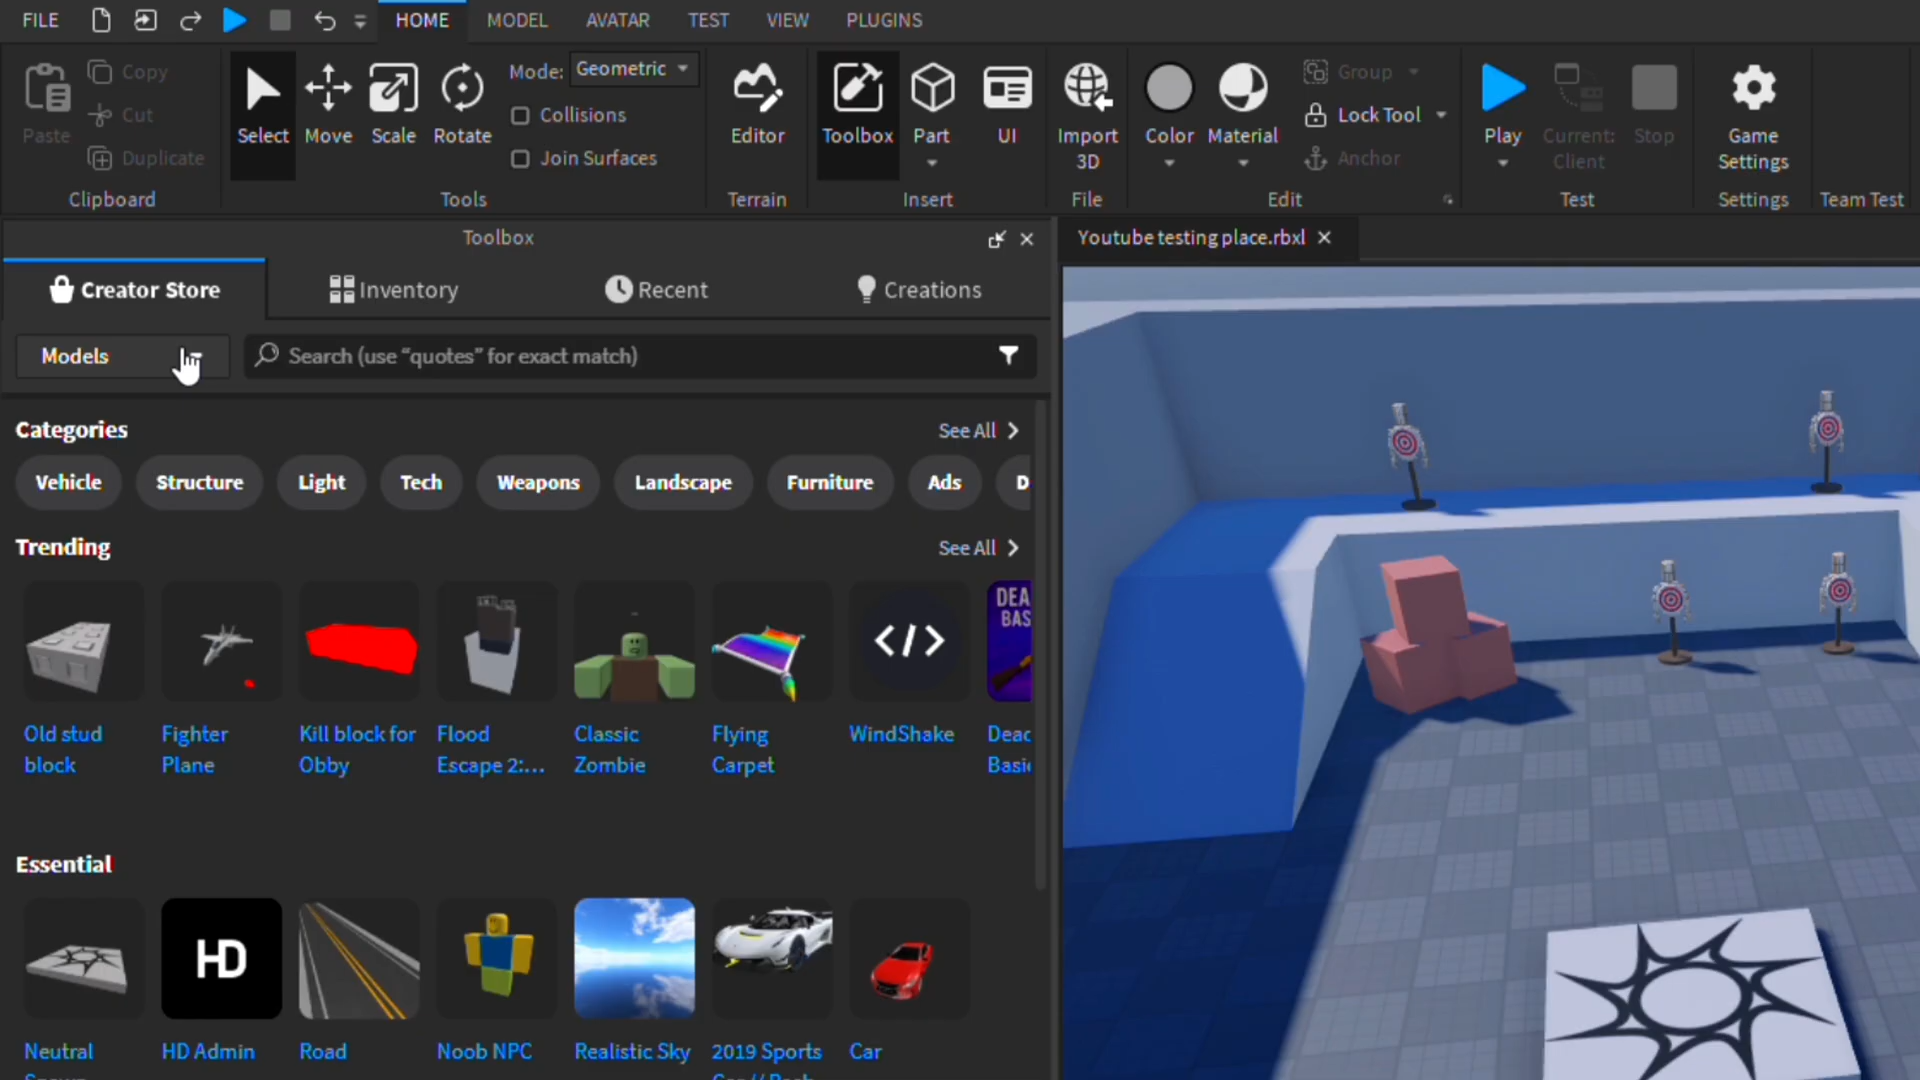 FILE HOME MODEL AVATAR TEST VIEW PLUGINS
Copy Mode: Geometric Group
Cut Collisions Lock Tool
Paste Select Move Scale Rotate Editor Toolbox Part UI Import 3D Color Material Play Current: Client Stop Game Settings
Duplicate Join Surfaces Anchor
Clipboard Tools Terrain Insert File Edit Test Settings Team Test
Toolbox Youtube testing place.rbxl
Creator Store Inventory Recent Creations
Models Search (use “quotes” for exact match)
Categories See All
Vehicle Structure Light Tech Weapons Landscape Furniture Ads D
Trending See All
DEA
BAS
Old stud block Fighter Plane Kill block for Obby Flood Escape 2:... Classic Zombie Flying Carpet WindShake
Essential
HD
Neutral HD Admin Road Noob NPC Realistic Sky 2019 Sports Car